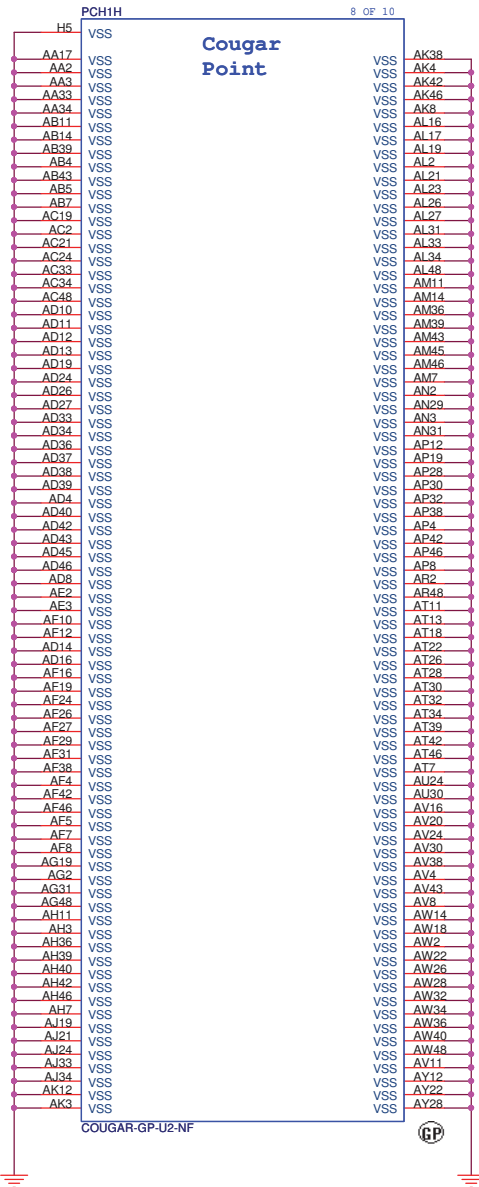 PCH1H 8 OF 10
H5 VSS
Cougar
Point
AA17 VSS VSS AK38
AA2 VSS VSS AK4
AA3 VSS VSS AK42
AA33 VSS VSS AK46
AA34 VSS VSS AK8
AB11 VSS VSS AL16
AB14 VSS VSS AL17
AB39 VSS VSS AL19
AB4 VSS VSS AL2
AB43 VSS VSS AL21
AB5 VSS VSS AL23
AB7 VSS VSS AL26
AC19 VSS VSS AL27
AC2 VSS VSS AL31
AC21 VSS VSS AL33
AC24 VSS VSS AL34
AC33 VSS VSS AL48
AC34 VSS VSS AM11
AC48 VSS VSS AM14
AD10 VSS VSS AM36
AD11 VSS VSS AM39
AD12 VSS VSS AM43
AD13 VSS VSS AM45
AD19 VSS VSS AM46
AD24 VSS VSS AM7
AD26 VSS VSS AN2
AD27 VSS VSS AN29
AD33 VSS VSS AN3
AD34 VSS VSS AN31
AD36 VSS VSS AP12
AD37 VSS VSS AP19
AD38 VSS VSS AP28
AD39 VSS VSS AP30
AD4 VSS VSS AP32
AD40 VSS VSS AP38
AD42 VSS VSS AP4
AD43 VSS VSS AP42
AD45 VSS VSS AP46
AD46 VSS VSS AP8
AD8 VSS VSS AR2
AE2 VSS VSS AR48
AE3 VSS VSS AT11
AF10 VSS VSS AT13
AF12 VSS VSS AT18
AD14 VSS VSS AT22
AD16 VSS VSS AT26
AF16 VSS VSS AT28
AF19 VSS VSS AT30
AF24 VSS VSS AT32
AF26 VSS VSS AT34
AF27 VSS VSS AT39
AF29 VSS VSS AT42
AF31 VSS VSS AT46
AF38 VSS VSS AT7
AF4 VSS VSS AU24
AF42 VSS VSS AU30
AF46 VSS VSS AV16
AF5 VSS VSS AV20
AF7 VSS VSS AV24
AF8 VSS VSS AV30
AG19 VSS VSS AV38
AG2 VSS VSS AV4
AG31 VSS VSS AV43
AG48 VSS VSS AV8
AH11 VSS VSS AW14
AH3 VSS VSS AW18
AH36 VSS VSS AW2
AH39 VSS VSS AW22
AH40 VSS VSS AW26
AH42 VSS VSS AW28
AH46 VSS VSS AW32
AH7 VSS VSS AW34
AJ19 VSS VSS AW36
AJ21 VSS VSS AW40
AJ24 VSS VSS AW48
AJ33 VSS VSS AV11
AJ34 VSS VSS AY12
AK12 VSS VSS AY22
AK3 VSS VSS AY28
COUGAR-GP-U2-NF GP